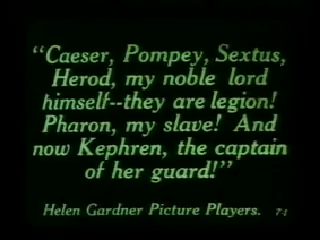 “Caeser, Pompey, Sextus,
Herod, my noble lord
himself--they are legion!
Pharon, my slave! And
now Kephren, the captain
of her guard!”
Helen Gardner Picture Players. 7-1